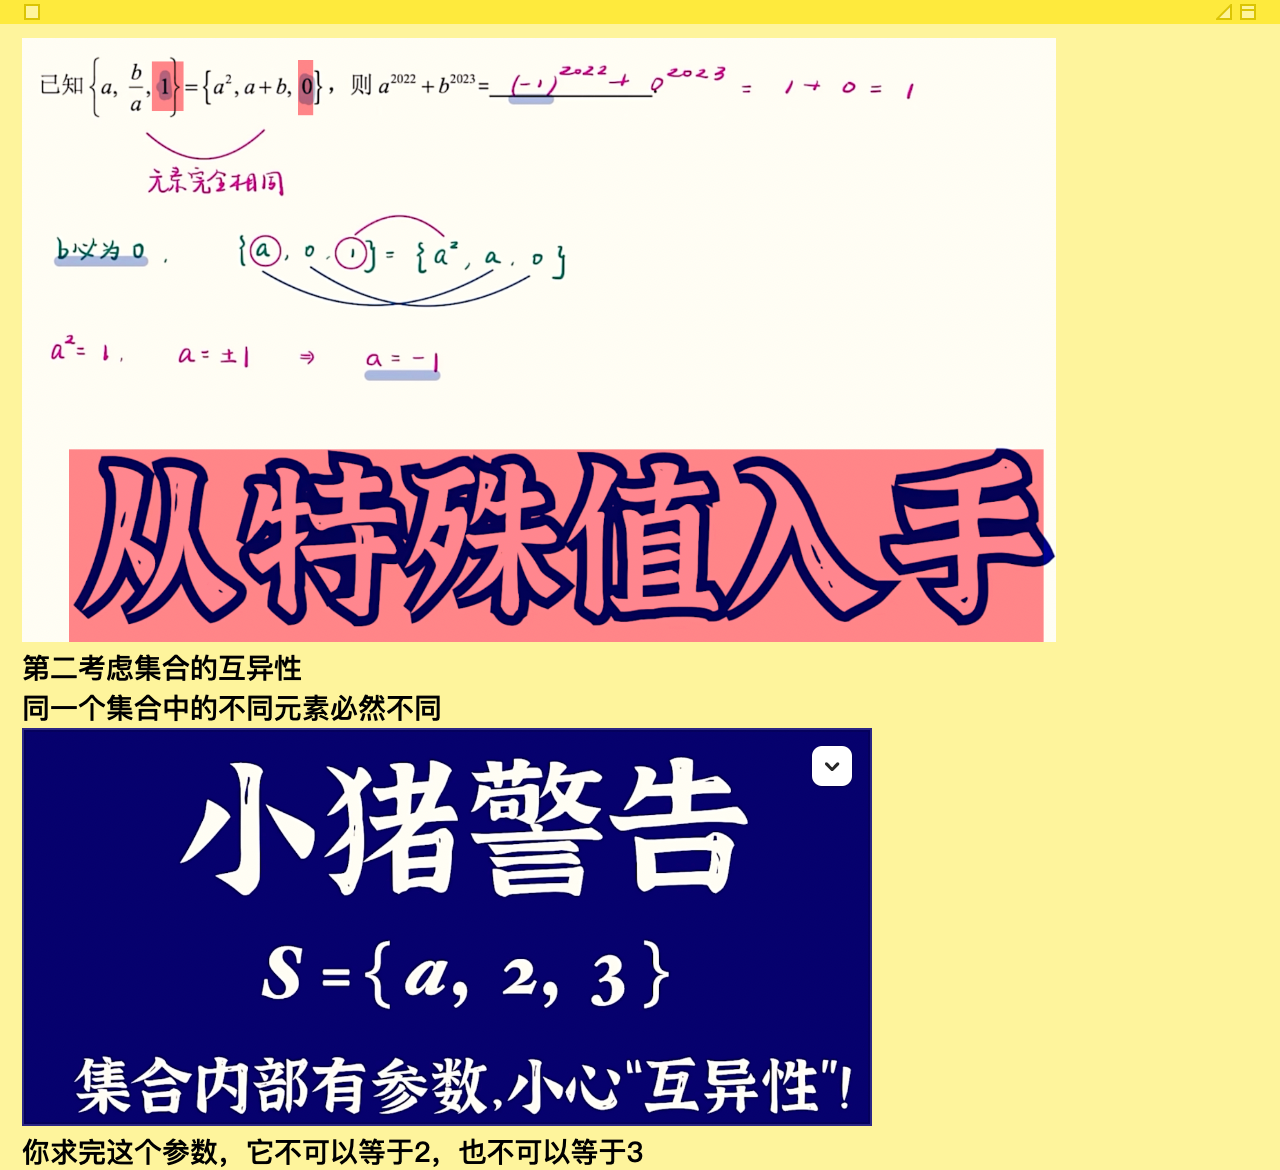 已知{a, b/a, 1}={a², a+b, 0}，则 a²⁰²²+b²⁰²³= (-1)²⁰²²+ 0²⁰²³ = 1+0 = 1
元素完全相同
b必为0, {a, 0, 1} = {a², a, 0}
a²=1, a=±1 ⇒ a=-1
从特殊值入手
第二考虑集合的互异性
同一个集合中的不同元素必然不同
小猪警告
S={a, 2, 3}
集合内部有参数,小心“互异性”!
你求完这个参数，它不可以等于2，也不可以等于3